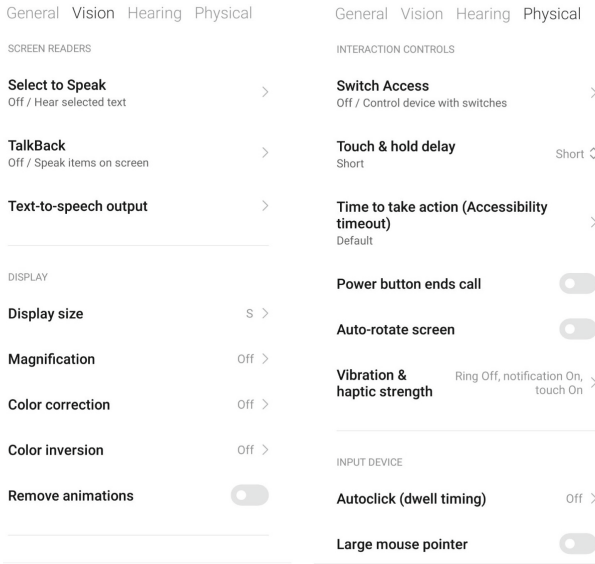 General Vision Hearing Physical
SCREEN READERS
Select to Speak
Off / Hear selected text
TalkBack
Off / Speak items on screen
Text-to-speech output
DISPLAY
Display size S
Magnification Off
Color correction Off
Color inversion Off
Remove animations
General Vision Hearing Physical
INTERACTION CONTROLS
Switch Access
Off / Control device with switches
Touch & hold delay
Short
Short
Time to take action (Accessibility
timeout)
Default
Power button ends call
Auto-rotate screen
Vibration &
haptic strength
Ring Off, notification On,
touch On
INPUT DEVICE
Autoclick (dwell timing) Off
Large mouse pointer